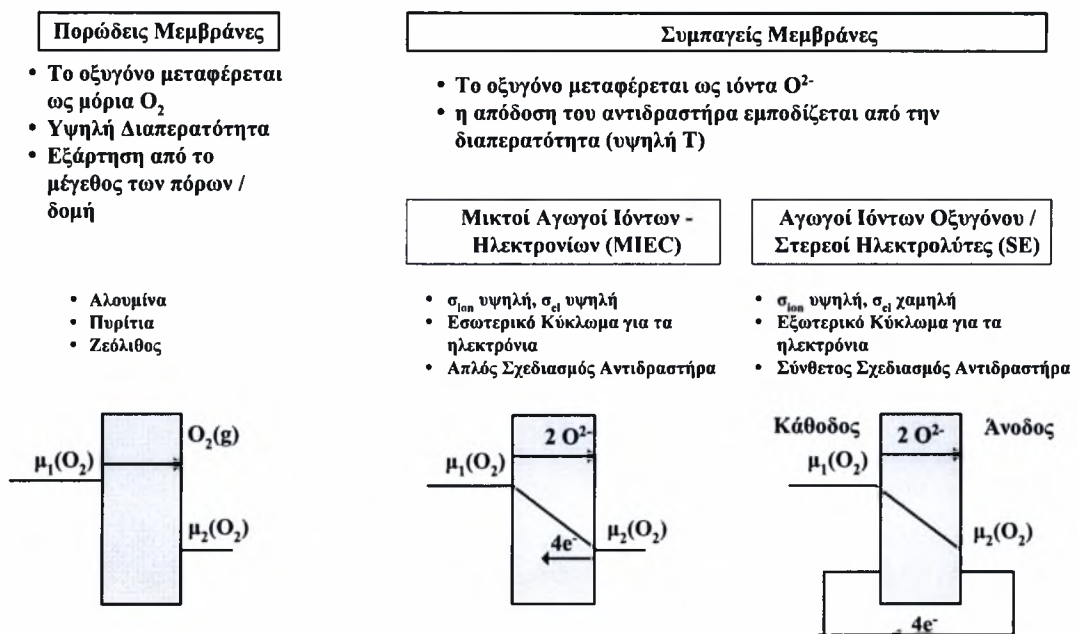 Πορώδεις Μεμβράνες
• Το οξυγόνο μεταφέρεται
ως μόρια O₂
• Υψηλή Διαπερατότητα
• Εξάρτηση από το
μέγεθος των πόρων /
δομή
• Αλουμίνα
• Πυρίτια
• Ζεόλιθος
O₂(g)
μ₁(O₂)
μ₂(O₂)
Συμπαγείς Μεμβράνες
• Το οξυγόνο μεταφέρεται ως ιόντα O²⁻
• η απόδοση του αντιδραστήρα εμποδίζεται από την
διαπερατότητα (υψηλή Τ)
Μικτοί Αγωγοί Ιόντων -
Ηλεκτρονίων (MIEC)
• σ_ion υψηλή, σ_el υψηλή
• Εσωτερικό Κύκλωμα για τα
ηλεκτρόνια
• Απλός Σχεδιασμός Αντιδραστήρα
2 O²⁻
μ₁(O₂)
μ₂(O₂)
4e⁻
Αγωγοί Ιόντων Οξυγόνου /
Στερεοί Ηλεκτρολύτες (SE)
• σ_ion υψηλή, σ_el χαμηλή
• Εξωτερικό Κύκλωμα για τα
ηλεκτρόνια
• Σύνθετος Σχεδιασμός Αντιδραστήρα
Κάθοδος
2 O²⁻
Άνοδος
μ₁(O₂)
μ₂(O₂)
4e⁻